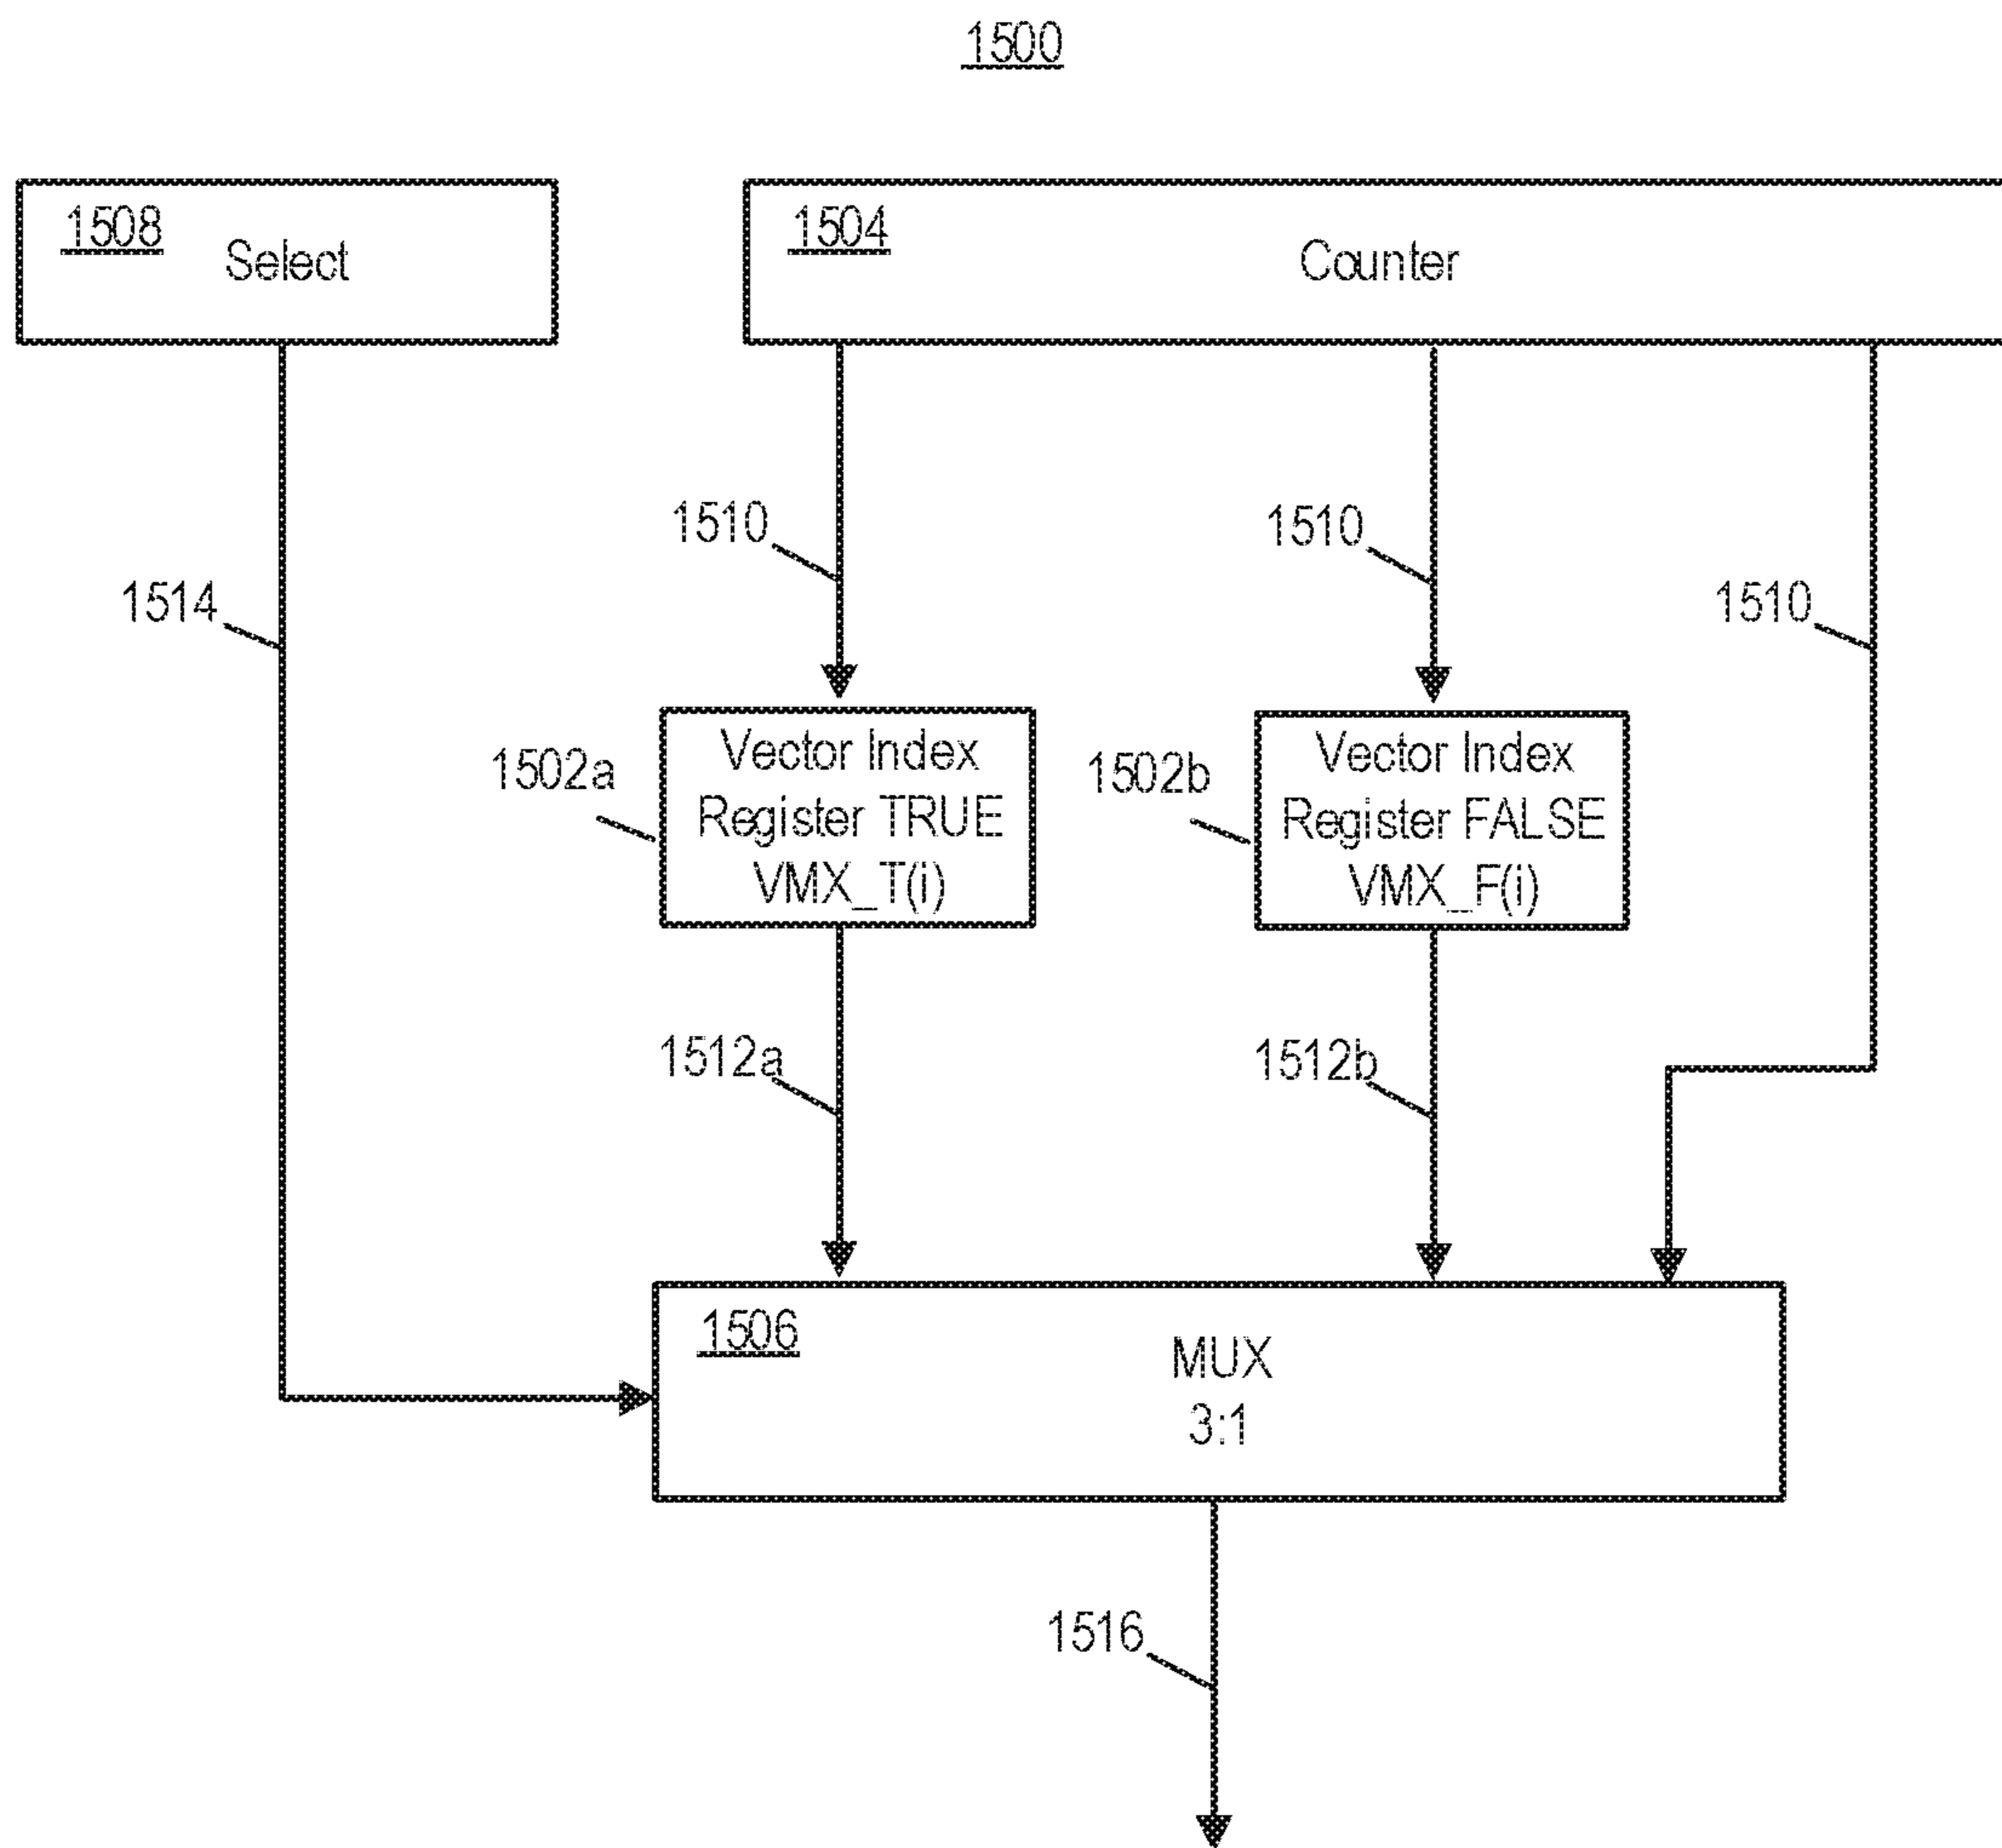 1500
1508
Select
1504
Counter
1510
1510
1514
1510
1502a
Vector Index
Register TRUE
VMX_T(i)
1502b
Vector Index
Register FALSE
VMX_F(i)
1512a
1512b
1506
MUX
3:1
1516